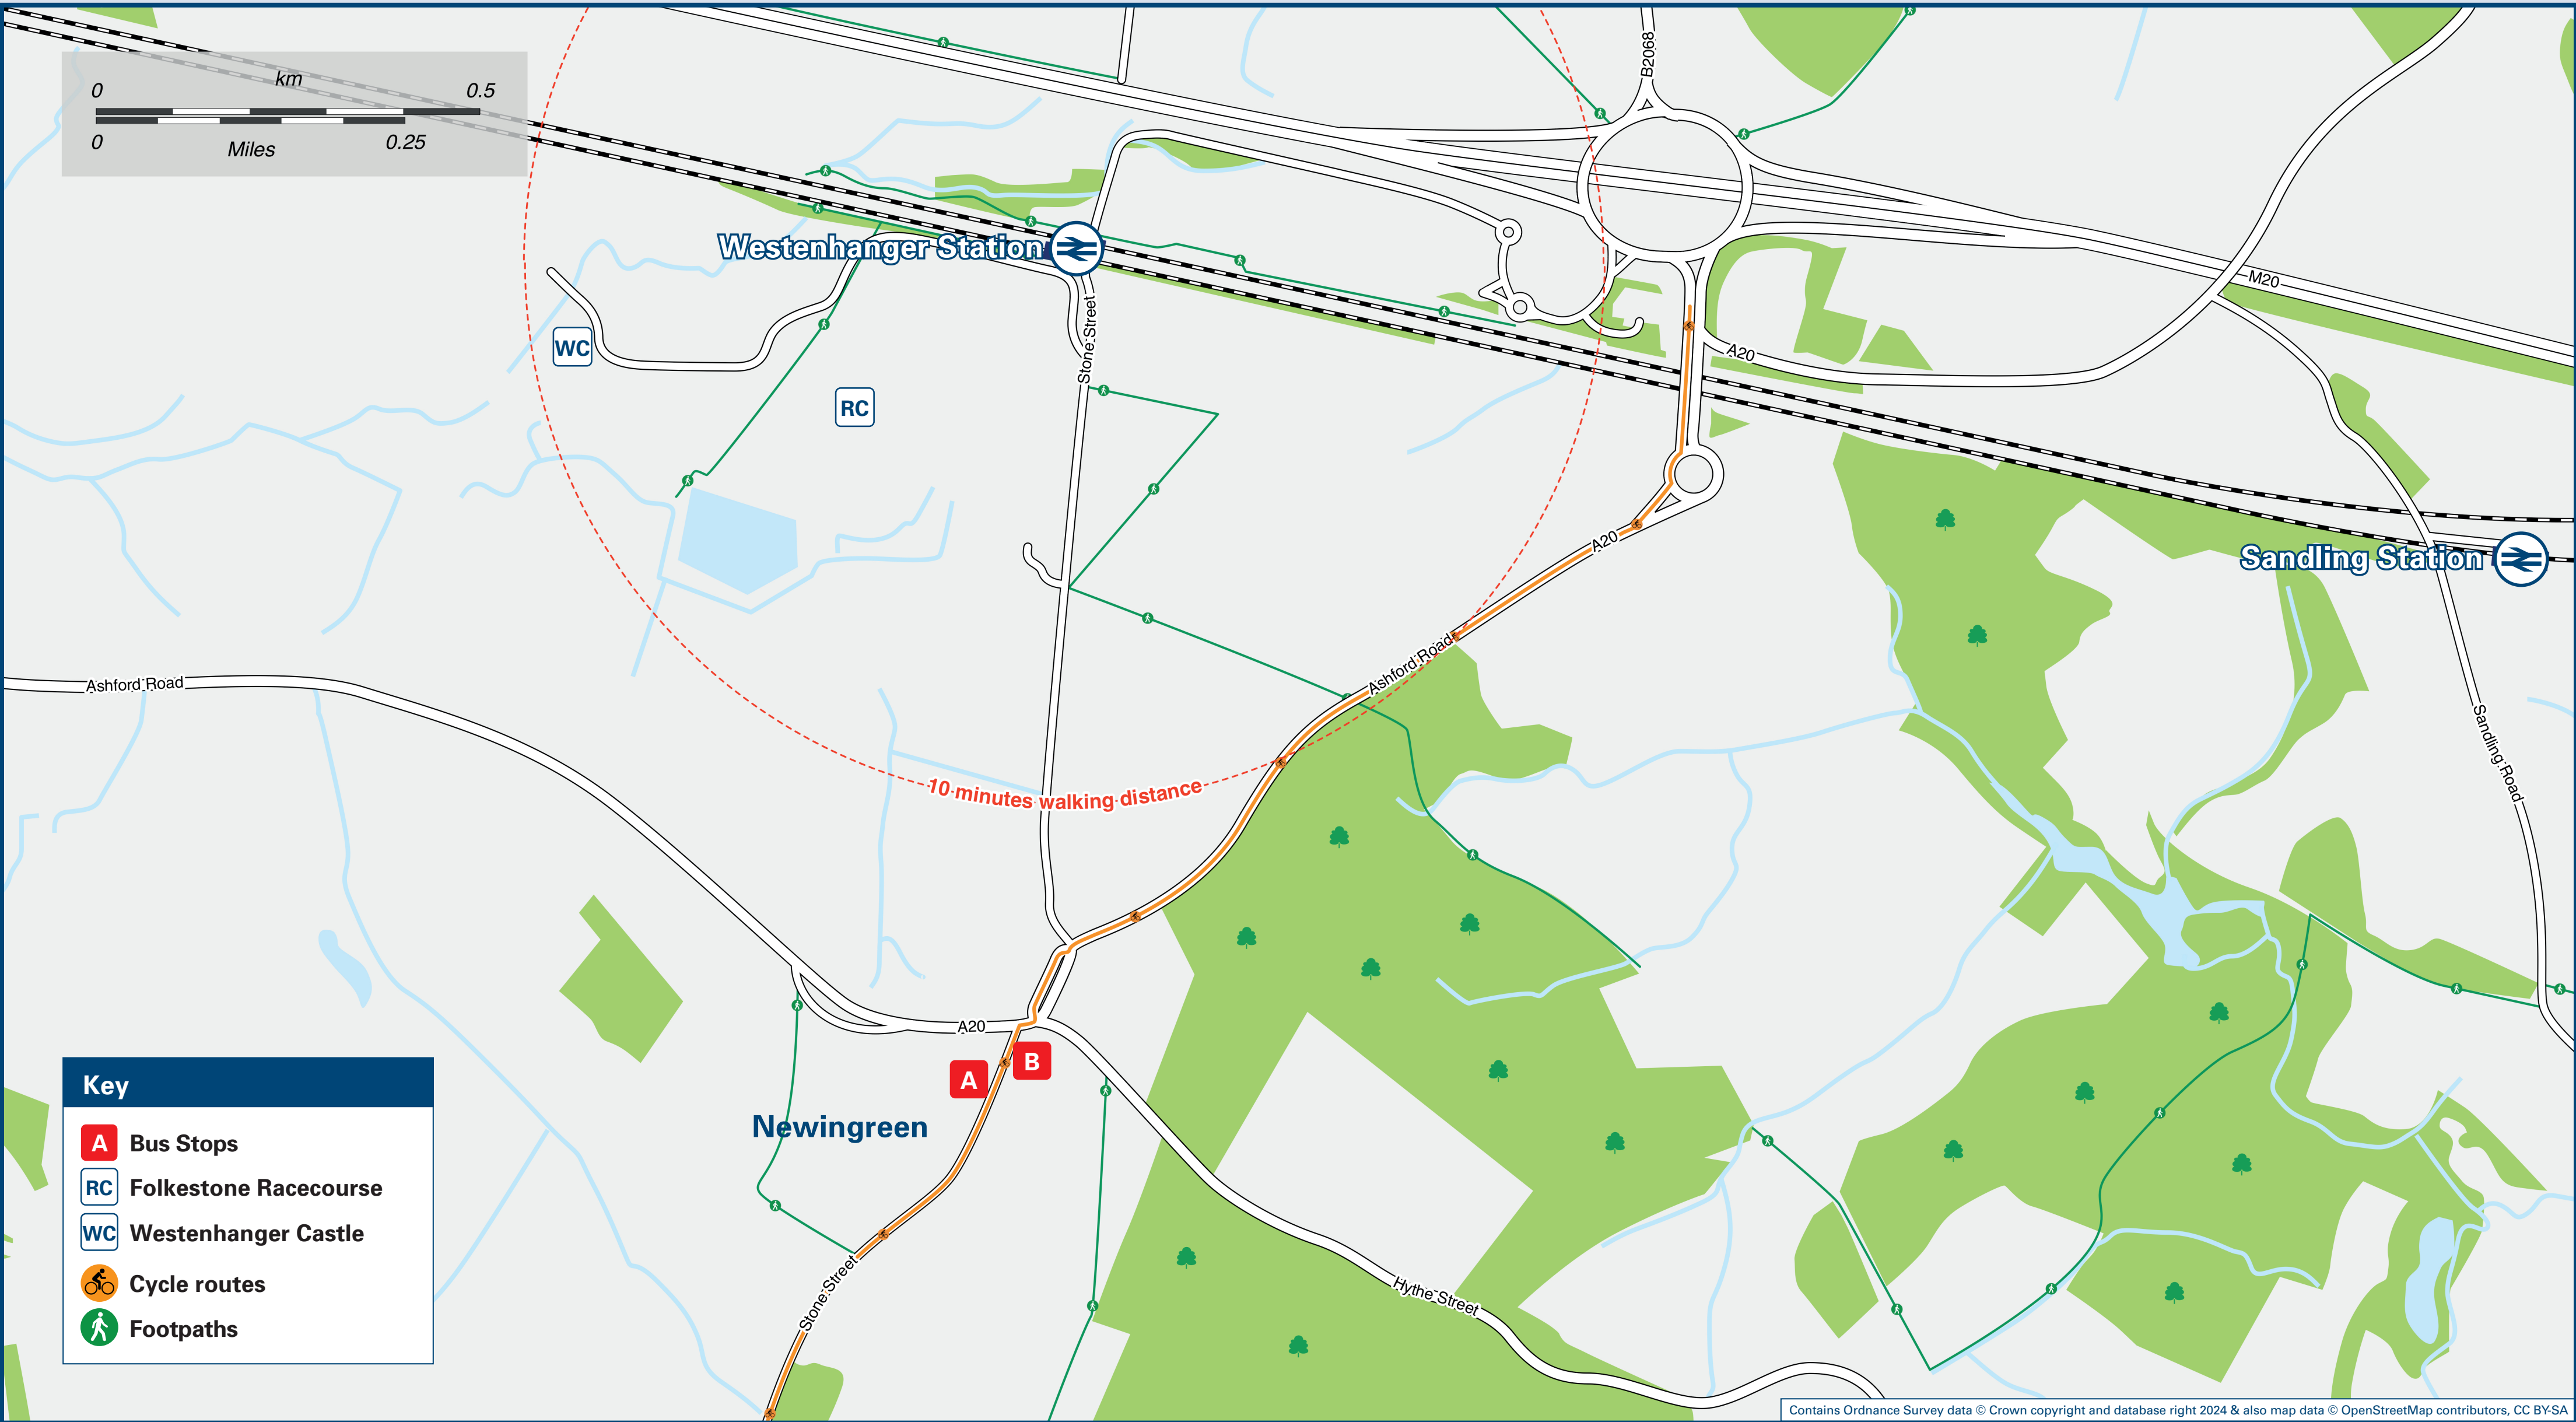 km
0 0.5
0 0.25
Miles
B2068
Westenhanger Station
WC
RC
Stone Street
A20
M20
A20
Sandling Station
Ashford Road
Ashford Road
Sandling Road
10 minutes walking distance
A20
A
B
Newingreen
Stone Street
Hythe Street
Key
A Bus Stops
RC Folkestone Racecourse
WC Westenhanger Castle
Cycle routes
Footpaths
Contains Ordnance Survey data © Crown copyright and database right 2024 & also map data © OpenStreetMap contributors, CC BY-SA